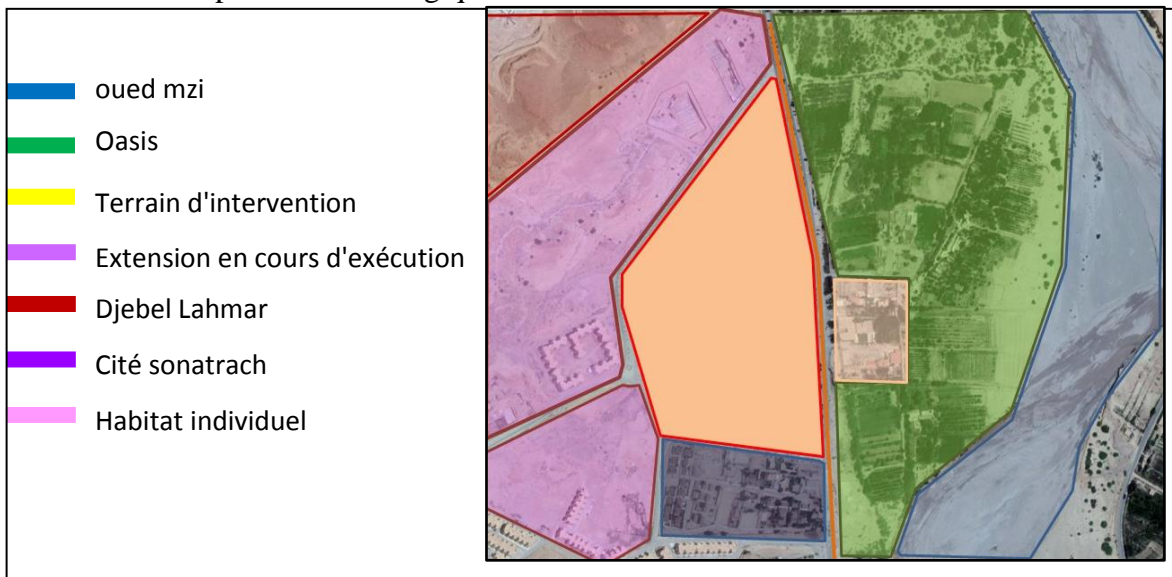 oued mzi
Oasis
Terrain d'intervention
Extension en cours d'exécution
Djebel Lahmar
Cité sonatrach
Habitat individuel